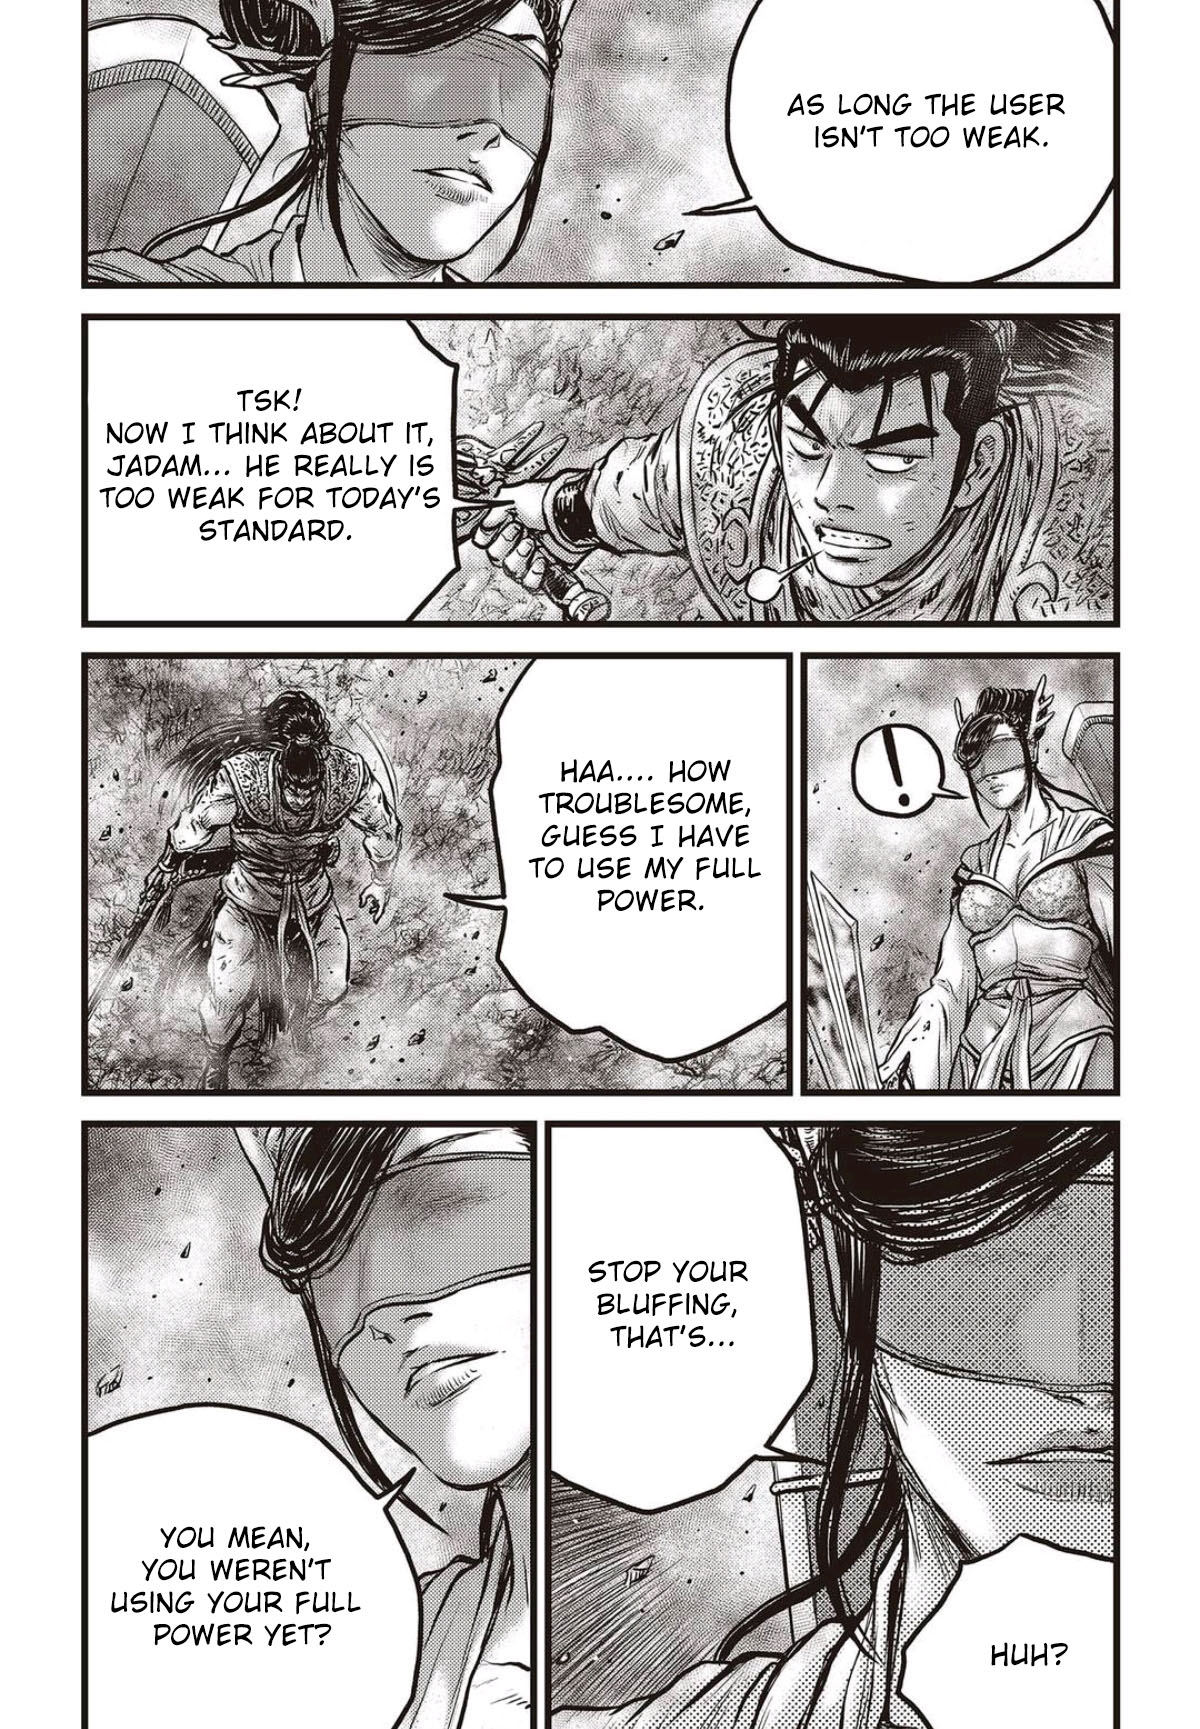 AS LONG THE USER
ISN'T TOO WEAK.
TSK!
NOW I THINK ABOUT IT,
JADAM... HE REALLY IS
TOO WEAK FOR TODAY'S
STANDARD.
HAA.... HOW
TROUBLESOME,
GUESS I HAVE
TO USE MY FULL
POWER.
!
YOU MEAN,
YOU WEREN'T
USING YOUR FULL
POWER YET?
STOP YOUR
BLUFFING,
THAT'S...
HUH?